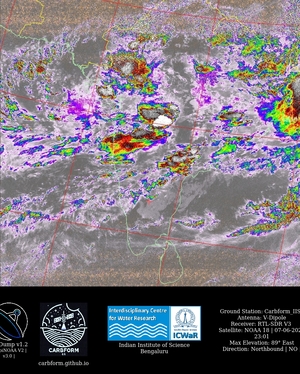 Dump v1.2
CARBFORM
carbform.github.io
Interdisciplinary Centre
for Water Research
ICWaR
Indian Institute of Science
Bengaluru
Ground Station: Carbform_IIS
Antenna: V-Dipole
Receiver: RTL-SDR V3
Satellite: NOAA 18 | 07-06-202
23:01
Max Elevation: 89° East
Direction: Northbound | NO